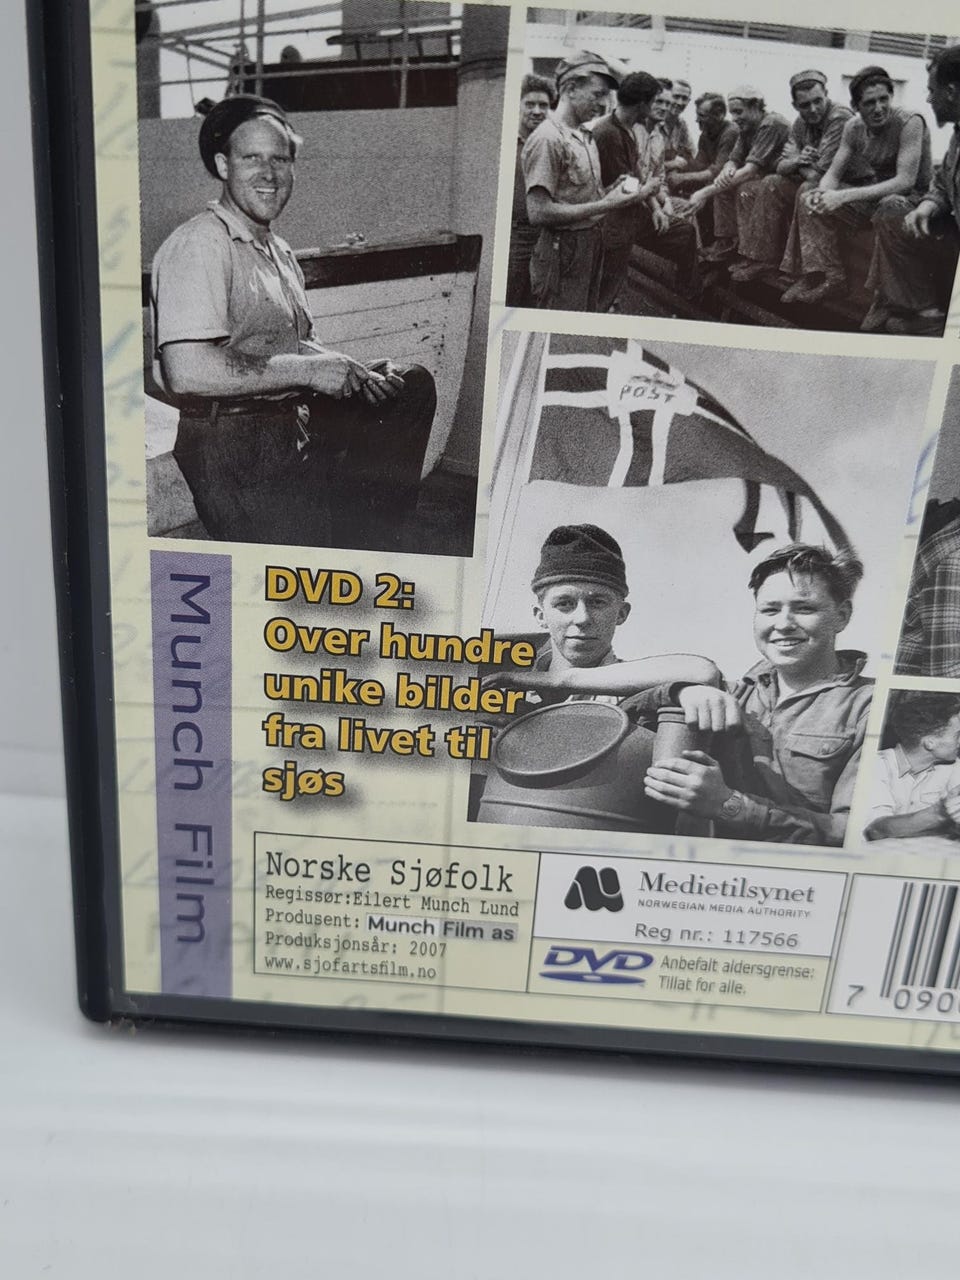 POST
DVD 2:
Over hundre
unike bilder
fra livet til
sjøs
Munch Film
Norske Sjøfolk
Regissør:Eilert Munch Lund
Produsent: Munch Film as
Produksjonsår: 2007
www.sjofartsfilm.no
Medietilsynet
NORWEGIAN MEDIA AUTHORITY
Reg nr.: 117566
DVD
Anbefalt aldersgrense:
Tillat for alle.
7 090